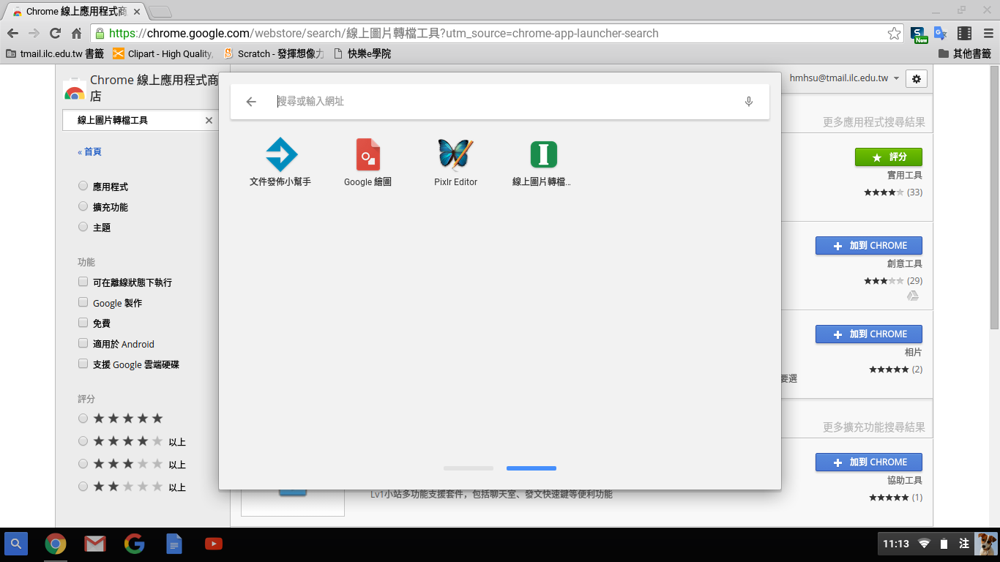 Chrome 線上應用程式商
https://chrome.google.com/webstore/search/線上圖片轉檔工具?utm_source=chrome-app-launcher-search
New
tmail.ilc.edu.tw 書籤
Clipart - High Quality,
Scratch - 發揮想像力
快樂e學院
其他書籤
Chrome 線上應用程式商
店
hmhsu@tmail.ilc.edu.tw
線上圖片轉檔工具
« 首頁
應用程式
擴充功能
主題
功能
可在離線狀態下執行
Google 製作
免費
適用於 Android
支援 Google 雲端硬碟
評分
以上
以上
以上
搜尋或輸入網址
文件發佈小幫手
Google 繪圖
Pixlr Editor
線上圖片轉檔...
更多應用程式搜尋結果
評分
實用工具
(33)
加到 CHROME
創意工具
(29)
加到 CHROME
相片
(2)
要選
更多擴充功能搜尋結果
加到 CHROME
協助工具
(1)
Lv1小站多功能支援套件，包括聊天室、發文快速鍵等便利功能
11:13
注